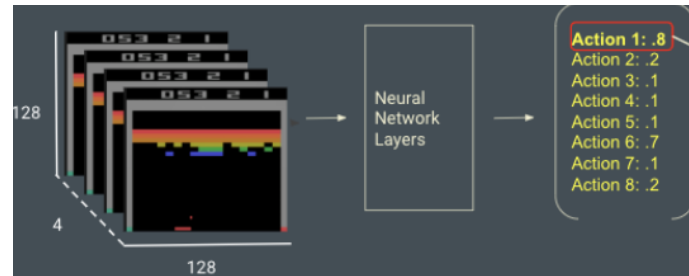 053 2 1
053 2 1
053 2 1
053 2 1
128
4
128
Neural
Network
Layers
Action 1: .8
Action 2: .2
Action 3: .1
Action 4: .1
Action 5: .1
Action 6: .7
Action 7: .1
Action 8: .2